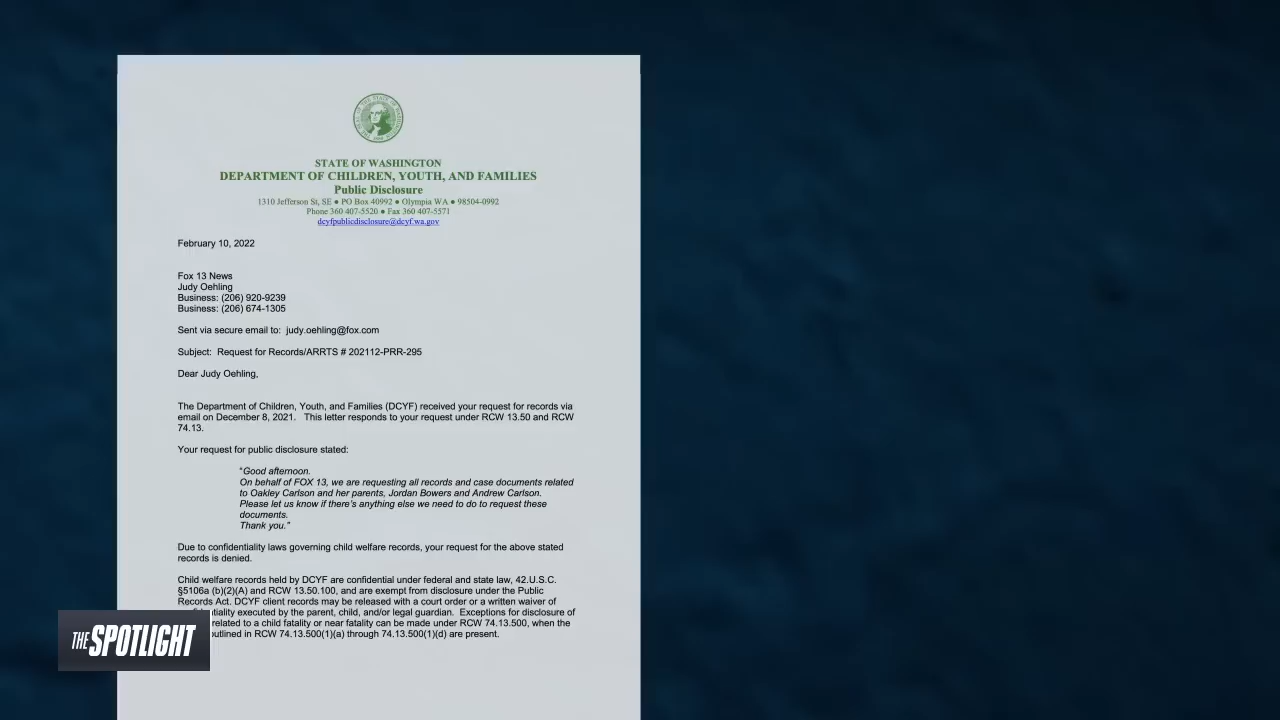 STATE OF WASHINGTON
DEPARTMENT OF CHILDREN, YOUTH, AND FAMILIES
Public Disclosure
1310 Jefferson St, SE ● PO Box 40992 ● Olympia WA ● 98504-0992
Phone 360 407-5520 ● Fax 360 407-5571
dcyfpublicdisclosure@dcyf.wa.gov
February 10, 2022
Fox 13 News
Judy Oehling
Business: (206) 920-9239
Business: (206) 674-1305
Sent via secure email to: judy.oehling@fox.com
Subject: Request for Records/ARRTS # 202112-PRR-295
Dear Judy Oehling,
The Department of Children, Youth, and Families (DCYF) received your request for records via
email on December 8, 2021. This letter responds to your request under RCW 13.50 and RCW
74.13.
Your request for public disclosure stated:
"Good afternoon.
On behalf of FOX 13, we are requesting all records and case documents related
to Oakley Carlson and her parents, Jordan Bowers and Andrew Carlson.
Please let us know if there's anything else we need to do to request these
documents.
Thank you."
Due to confidentiality laws governing child welfare records, your request for the above stated
records is denied.
Child welfare records held by DCYF are confidential under federal and state law, 42.U.S.C.
§5106a (b)(2)(A) and RCW 13.50.100, and are exempt from disclosure under the Public
Records Act. DCYF client records may be released with a court order or a written waiver of
executed by the parent, child, and/or legal guardian. Exceptions for disclosure of
related to a child fatality or near fatality can be made under RCW 74.13.500, when the
in RCW 74.13.500(1)(a) through 74.13.500(1)(d) are present.
THE SPOTLIGHT